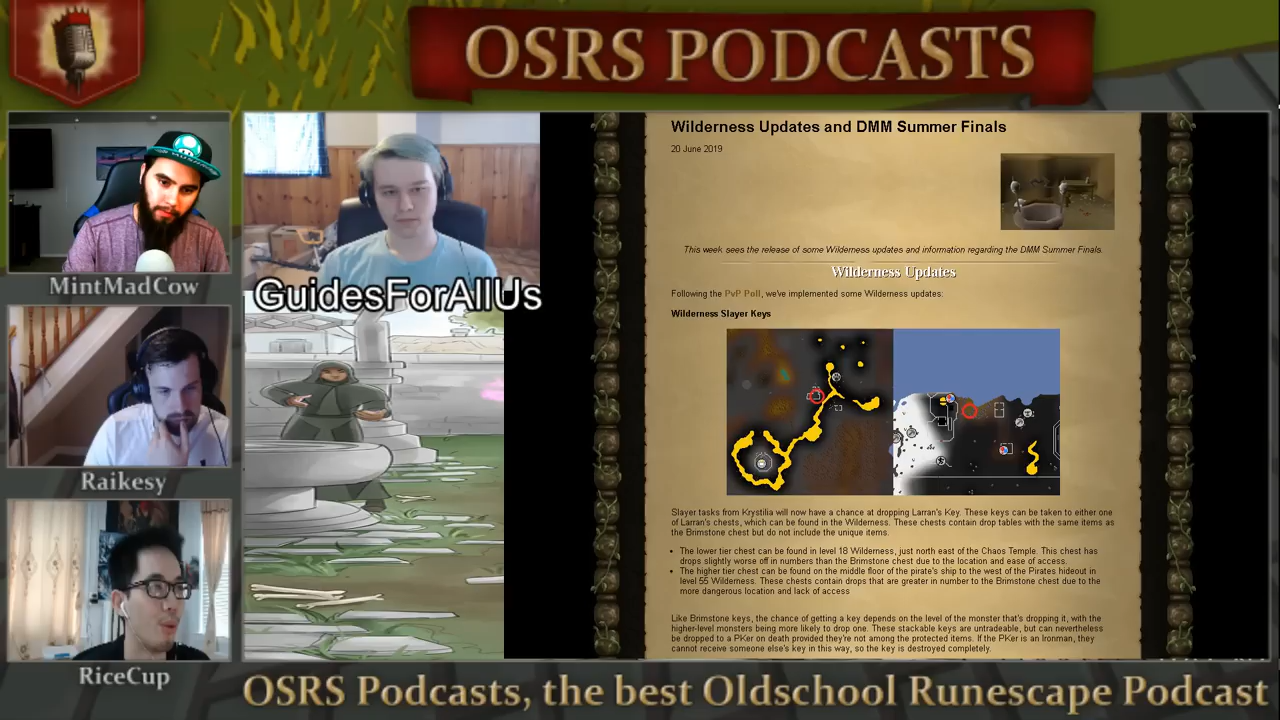 OSRS PODCASTS
MintMadCow
GuidesForAllUs
Raikesy
RiceCup
Wilderness Updates and DMM Summer Finals
20 June 2019
This week sees the release of some Wilderness updates and information regarding the DMM Summer Finals.
Wilderness Updates
Following the PvP Poll, we've implemented some Wilderness updates:
Wilderness Slayer Keys
Slayer tasks from Krystilia will now have a chance at dropping Larran's Key. These keys can be taken to either one
of Larran's chests, which can be found in the Wilderness. These chests contain drop tables with the same items as
the Brimstone chest but do not include the unique items.
• The lower tier chest can be found in level 18 Wilderness, just north east of the Chaos Temple. This chest has
drops slightly worse off in numbers than the Brimstone chest due to the location and ease of access.
• The higher tier chest can be found on the middle floor of the pirate's ship to the west of the Pirates hideout in
level 55 Wilderness. These chests contain drops that are greater in number to the Brimstone chest due to the
more dangerous location and lack of access
Like Brimstone keys, the chance of getting a key depends on the level of the monster that's dropping it, with the
higher-level monsters being more likely to drop one. These stackable keys are untradeable, but can nevertheless
be dropped to a PKer on death provided they're not among the protected items. If the PKer is an Ironman, they
cannot receive someone else's key in this way, so the key is destroyed completely.
OSRS Podcasts, the best Oldschool Runescape Podcast